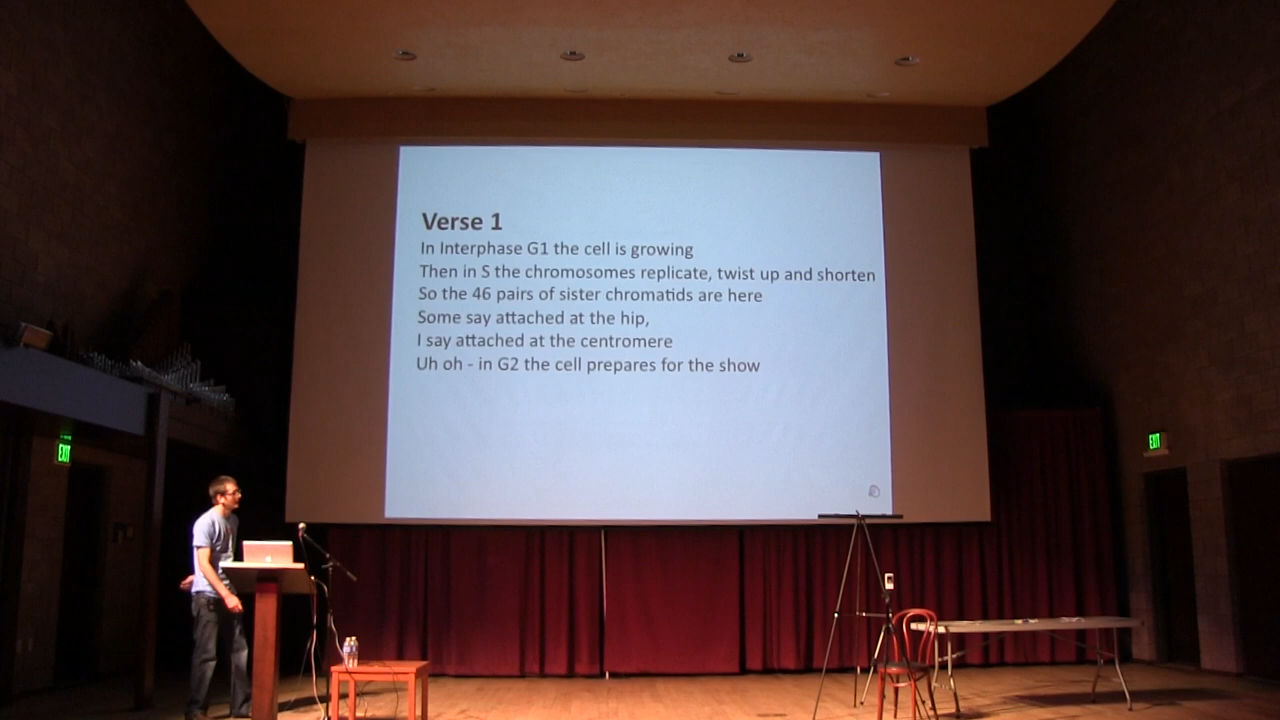 Verse 1
In Interphase G1 the cell is growing
Then in S the chromosomes replicate, twist up and shorten
So the 46 pairs of sister chromatids are here
Some say attached at the hip,
I say attached at the centromere
Uh oh - in G2 the cell prepares for the show
EXIT
EXIT